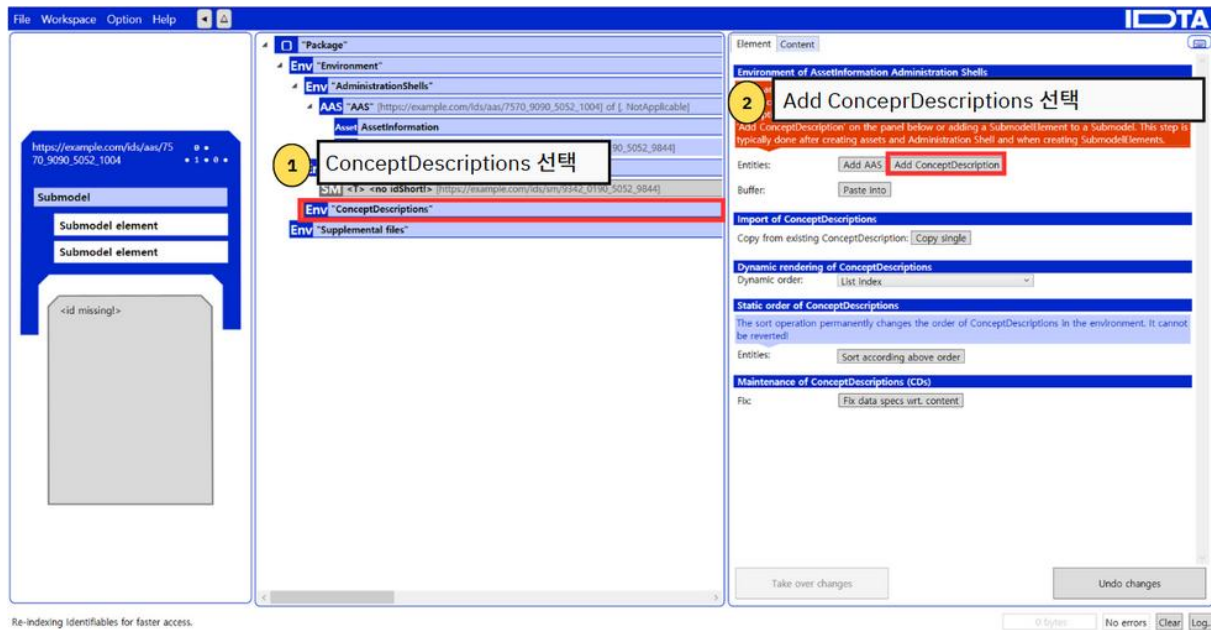 File Workspace Option Help
IDTA
https://example.com/ids/aas/75
70_9090_5052_1004
Submodel
Submodel element
Submodel element
<id missing!>
"Package"
Env "Environment"
Env "AdministrationShells"
AAS "AAS" [https://example.com/ids/aas/7570_9090_5052_1004] of [, NotApplicable]
Asset AssetInformation
90_5052_9844]
1 ConceptDescriptions 선택
SM <T> <no idShort!> [https://example.com/ids/sm/9342_0190_5052_9844]
Env "ConceptDescriptions"
Env "Supplemental files"
Element Content
Environment of AssetInformation Administration Shells
2 Add ConceprDescriptions 선택
'Add ConceptDescription' on the panel below or adding a SubmodelElement to a Submodel. This step is
typically done after creating assets and Administration Shell and when creating SubmodelElements.
Entities: Add AAS Add ConceptDescription
Buffer: Paste into
Import of ConceptDescriptions
Copy from existing ConceptDescription: Copy single
Dynamic rendering of ConceptDescriptions
Dynamic order: List index
Static order of ConceptDescriptions
The sort operation permanently changes the order of ConceptDescriptions in the environment. It cannot
be reverted!
Entities: Sort according above order
Maintenance of ConceptDescriptions (CDs)
Fix: Fix data specs wrt. content
Take over changes Undo changes
Re-indexing identifiables for faster access.
0 bytes No errors Clear Log..